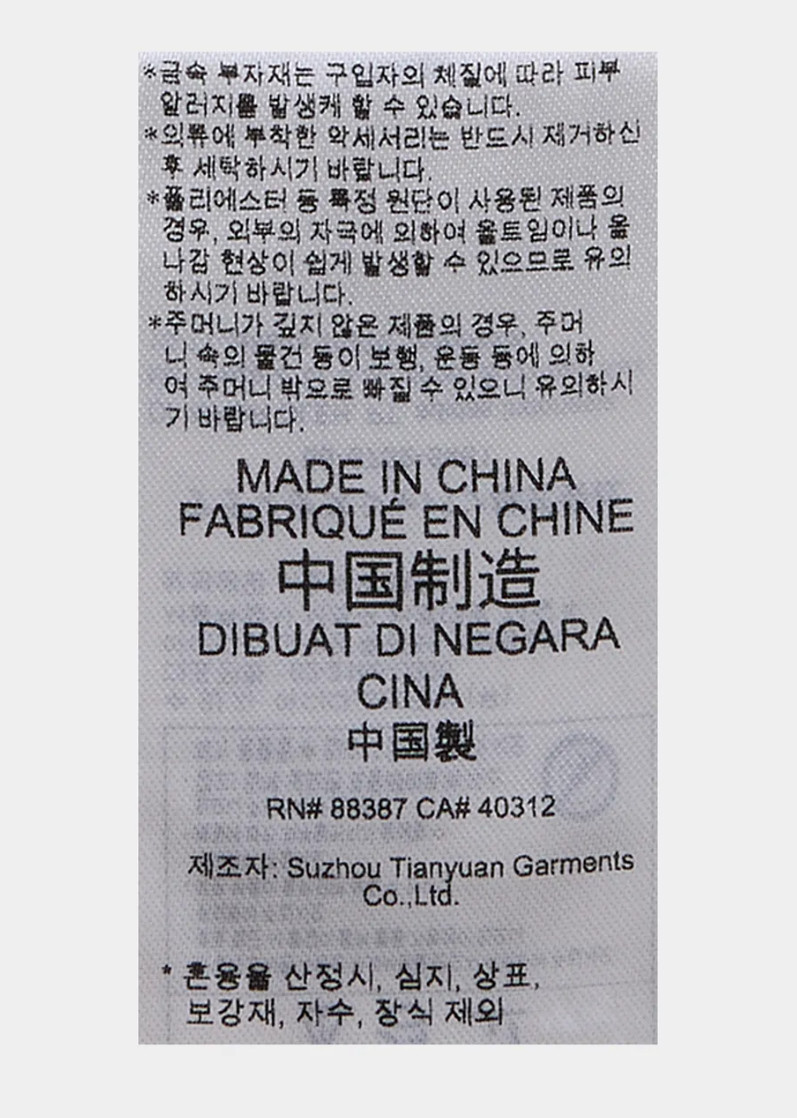 *금속 부자재는 구입자의 체질에 따라 피부
알러지를 발생케 할 수 있습니다.
*의류에 부착한 악세서리는 반드시 제거하신
후 세탁하시기 바랍니다.
*폴리에스터 등 특정 원단이 사용된 제품의
경우, 외부의 자극에 의하여 올트임이나 올
나감 현상이 쉽게 발생할 수 있으므로 유의
하시기 바랍니다.
*주머니가 깊지 않은 제품의 경우, 주머
니 속의 물건 등이 보행, 운동 등에 의하
여 주머니 밖으로 빠질 수 있으니 유의하시
기 바랍니다.
MADE IN CHINA
FABRIQUÉ EN CHINE
中国制造
DIBUAT DI NEGARA
CINA
中国製
RN# 88387 CA# 40312
제조자: Suzhou Tianyuan Garments
Co.,Ltd.
* 혼용율 산정시, 심지, 상표,
보강재, 자수, 장식 제외